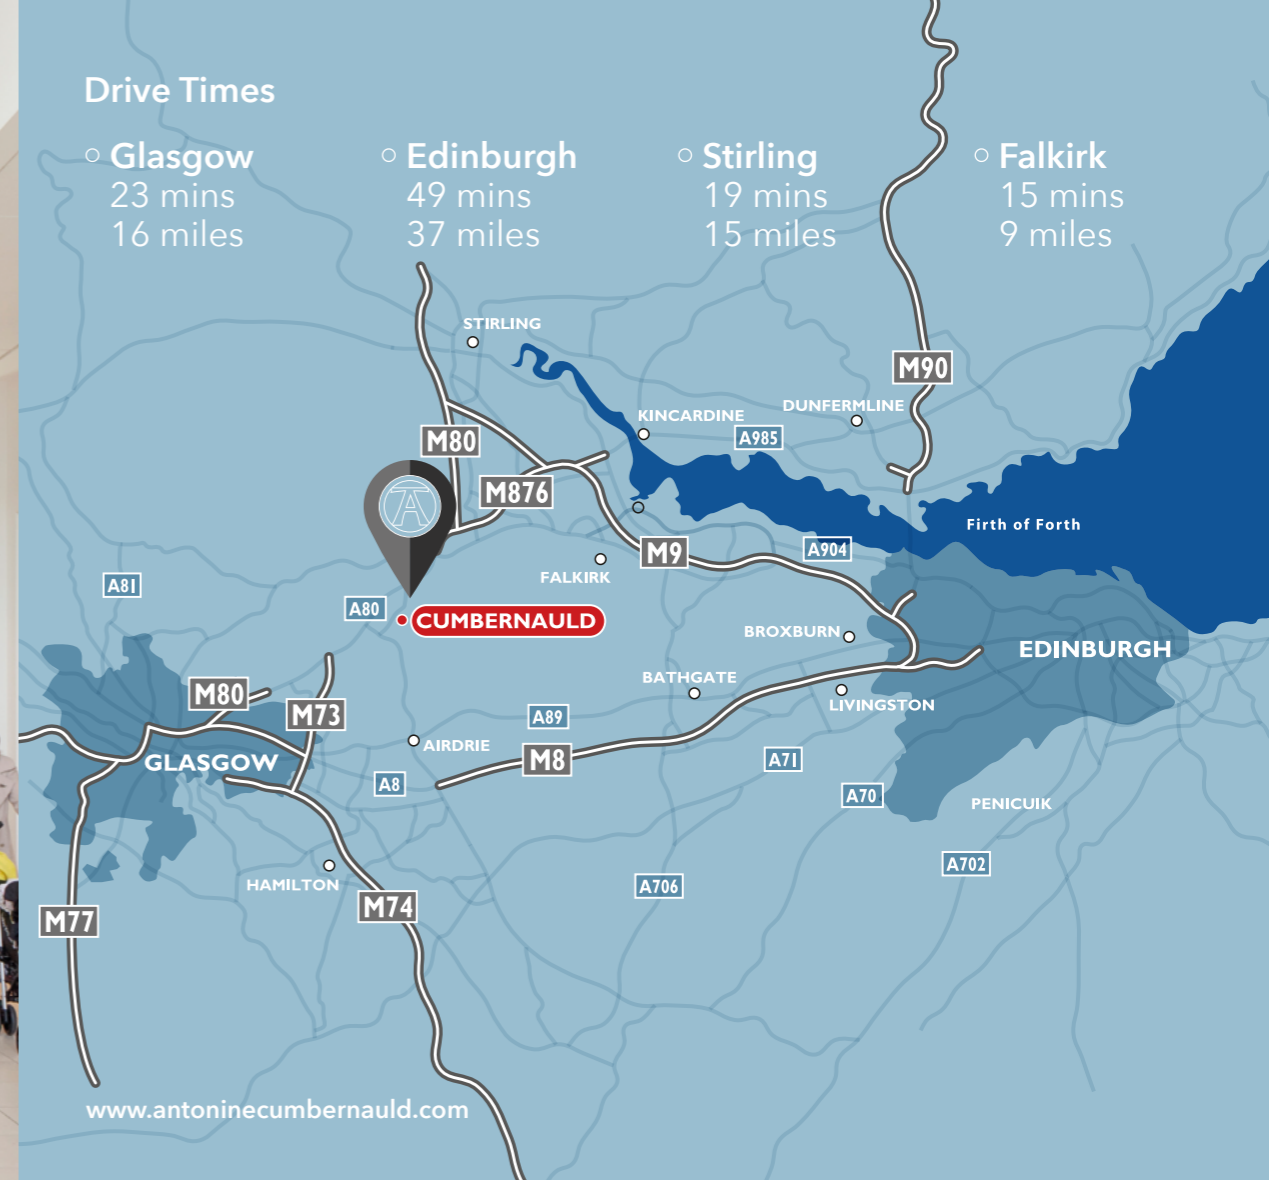 Drive Times
Glasgow
23 mins
16 miles
Edinburgh
49 mins
37 miles
Stirling
19 mins
15 miles
Falkirk
15 mins
9 miles
STIRLING
M90
KINCARDINE
DUNFERMLINE
A985
M80
M876
Firth of Forth
A904
M9
FALKIRK
A81
A80
CUMBERNAULD
BROXBURN
EDINBURGH
BATHGATE
M80
LIVINGSTON
M73
A89
AIRDRIE
GLASGOW
M8
A71
A8
A70
PENICUIK
A702
HAMILTON
A706
M74
M77
www.antoninecumbernauld.com